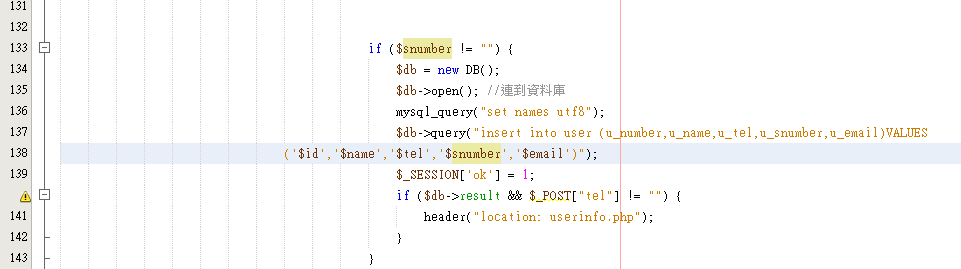 131
132
133 if ($snumber != "") {
134 $db = new DB();
135 $db->open(); //連到資料庫
136 mysql_query("set names utf8");
137 $db->query("insert into user (u_number,u_name,u_tel,u_snumber,u_email)VALUES
138 ('$id','$name','$tel','$snumber','$email')");
139 $_SESSION['ok'] = 1;
if ($db->result && $_POST["tel"] != "") {
141 header("location: userinfo.php");
142 }
143 }